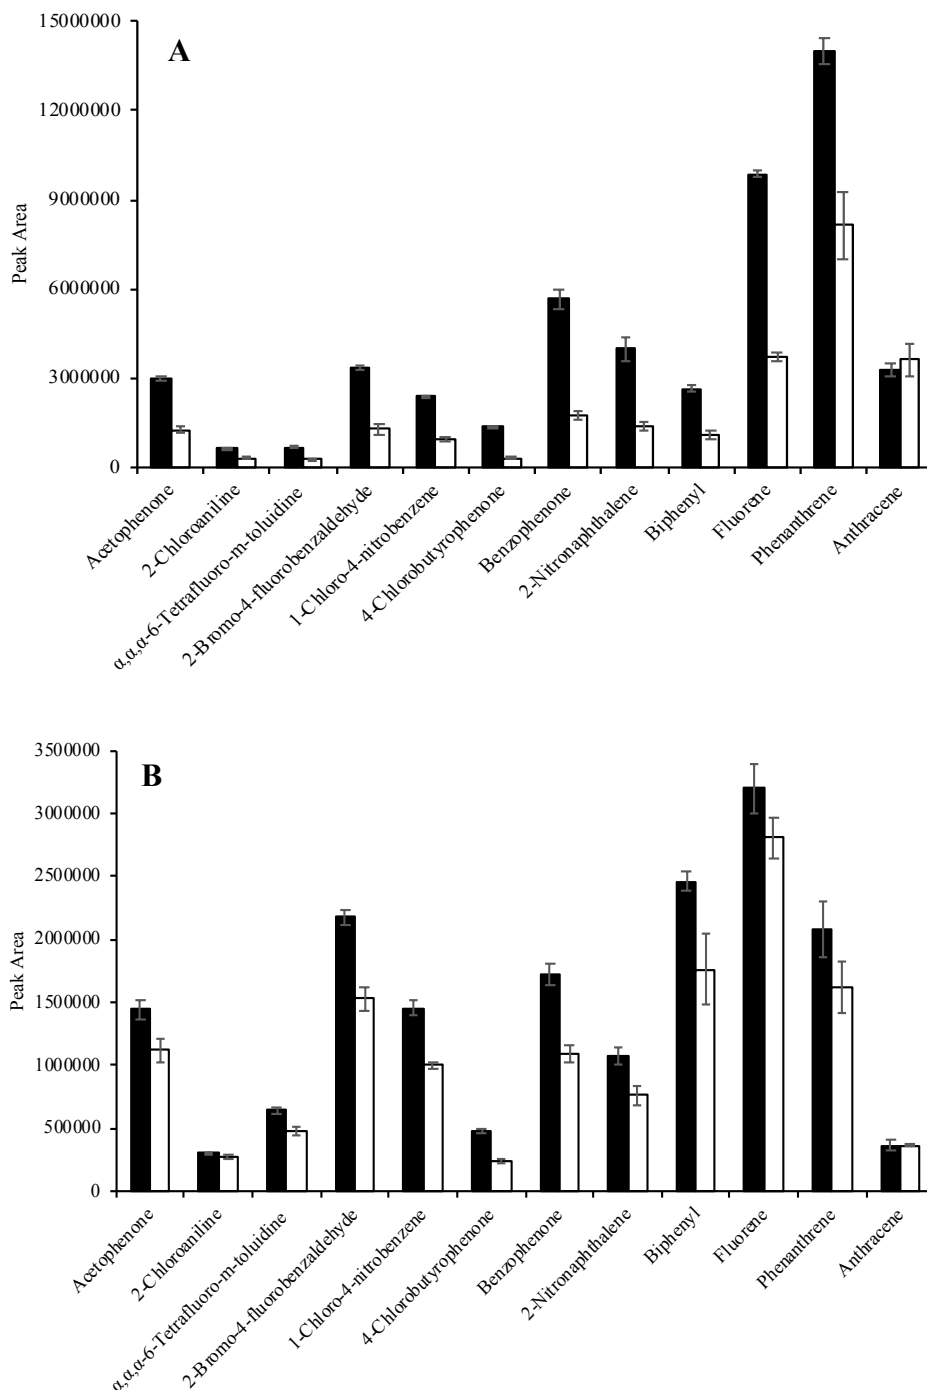 A
15000000
12000000
9000000
6000000
3000000
0
Peak Area
Acetophenone
2-Chloroaniline
α,α,α-6-Tetrafluoro-m-toluidine
2-Bromo-4-fluorobenzaldehyde
1-Chloro-4-nitrobenzene
4-Chlorobutyrophenone
Benzophenone
2-Nitronaphthalene
Biphenyl
Fluorene
Phenanthrene
Anthracene
B
3500000
3000000
2500000
2000000
1500000
1000000
500000
0
Peak Area
Acetophenone
2-Chloroaniline
α,α,α-6-Tetrafluoro-m-toluidine
2-Bromo-4-fluorobenzaldehyde
1-Chloro-4-nitrobenzene
4-Chlorobutyrophenone
Benzophenone
2-Nitronaphthalene
Biphenyl
Fluorene
Phenanthrene
Anthracene